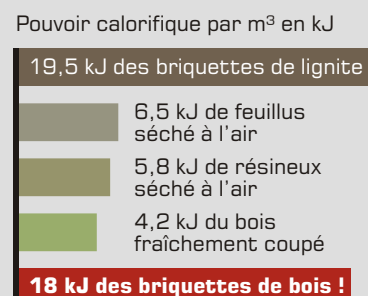 Pouvoir calorifique par m³ en kJ
19,5 kJ des briquettes de lignite
6,5 kJ de feuillus
séché à l'air
5,8 kJ de résineux
séché à l'air
4,2 kJ du bois
fraîchement coupé
18 kJ des briquettes de bois !